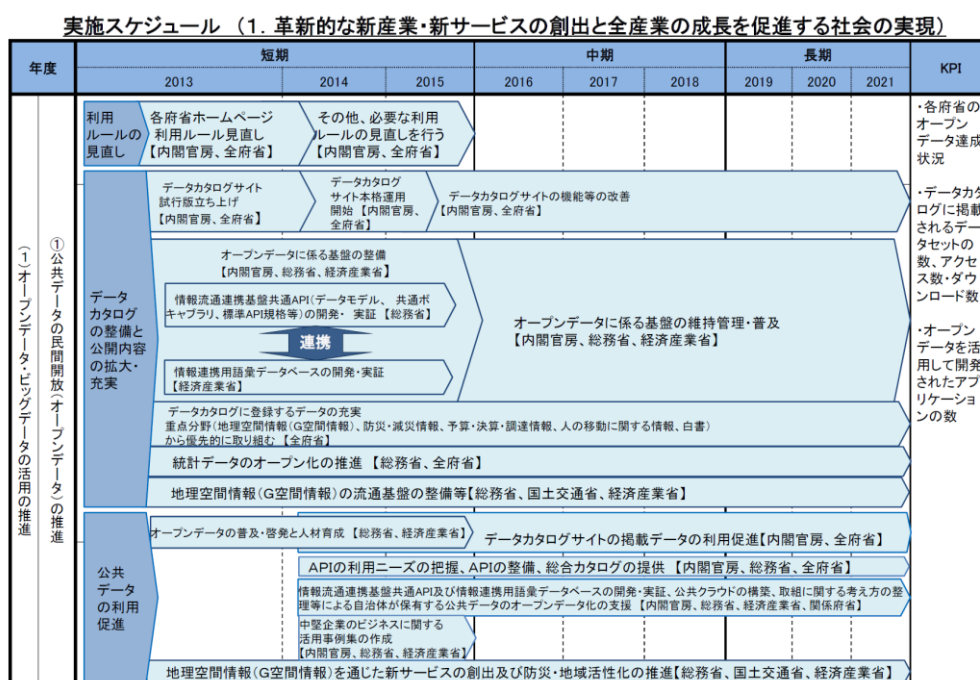 実施スケジュール （1．革新的な新産業・新サービスの創出と全産業の成長を促進する社会の実現）
年度
短期
中期
長期
KPI
2013
2014
2015
2016
2017
2018
2019
2020
2021
（1）オープンデータ・ビッグデータの活用の推進
①公共データの民間開放（オープンデータ）の推進
利用
ルールの
見直し
各府省ホームページ
利用ルール見直し
【内閣官房、全府省】
その他、必要な利用
ルールの見直しを行う
【内閣官房、全府省】
データ
カタログ
の整備と
公開内容
の拡大・
充実
データカタログサイト
試行版立ち上げ
【内閣官房、全府省】
データカタログ
サイト本格運用
開始 【内閣官房、
全府省】
データカタログサイトの機能等の改善
【内閣官房、全府省】
オープンデータに係る基盤の整備
【内閣官房、総務省、経済産業省】
情報流通連携基盤共通API（データモデル、 共通ボ
キャブラリ、標準API規格等）の開発・ 実証 【総務省】
連携
情報連携用語彙データベースの開発・実証
【経済産業省】
オープンデータに係る基盤の維持管理・普及
【内閣官房、総務省、経済産業省】
データカタログに登録するデータの充実
重点分野（地理空間情報（G空間情報）、防災・減災情報、予算・決算・調達情報、人の移動に関する情報、白書）
から優先的に取り組む 【全府省】
統計データのオープン化の推進 【総務省、全府省】
地理空間情報（G空間情報）の流通基盤の整備等【総務省、国土交通省、経済産業省】
公共
データ
の利用
促進
オープンデータの普及・啓発と人材育成 【総務省、経済産業省】
データカタログサイトの掲載データの利用促進【内閣官房、全府省】
APIの利用ニーズの把握、APIの整備、総合カタログの提供 【内閣官房、総務省、全府省】
情報流通連携基盤共通API及び情報連携用語彙データベースの開発・実証、公共クラウドの構築、取組に関する考え方の整
理等による自治体が保有する公共データのオープンデータ化の支援 【内閣官房、総務省、経済産業省、関係府省】
中堅企業のビジネスに関する
活用事例集の作成
【内閣官房、総務省、経済産業省】
地理空間情報（G空間情報）を通じた新サービスの創出及び防災・地域活性化の推進【総務省、国土交通省、経済産業省】
・各府省の
オープン
データ達成
状況
・データカタ
ログに掲載
されるデー
タセットの
数、アクセ
ス数・ダウ
ンロード数
・オープン
データを活
用して開発
されたアプ
リケーショ
ンの数